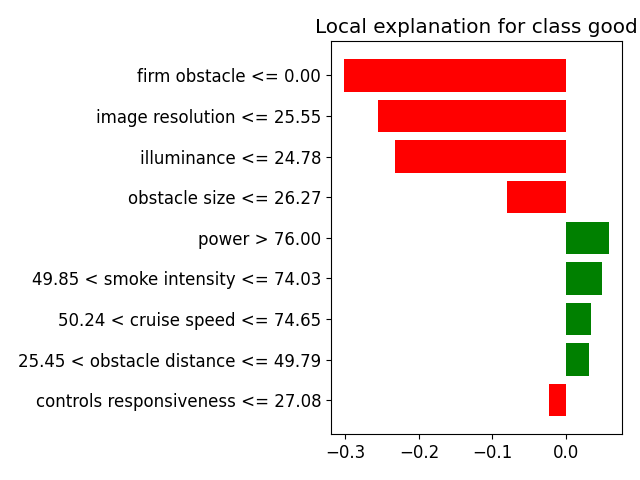 Local explanation for class good
firm obstacle <= 0.00
image resolution <= 25.55
illuminance <= 24.78
obstacle size <= 26.27
power > 76.00
49.85 < smoke intensity <= 74.03
50.24 < cruise speed <= 74.65
25.45 < obstacle distance <= 49.79
controls responsiveness <= 27.08
−0.3 −0.2 −0.1 0.0